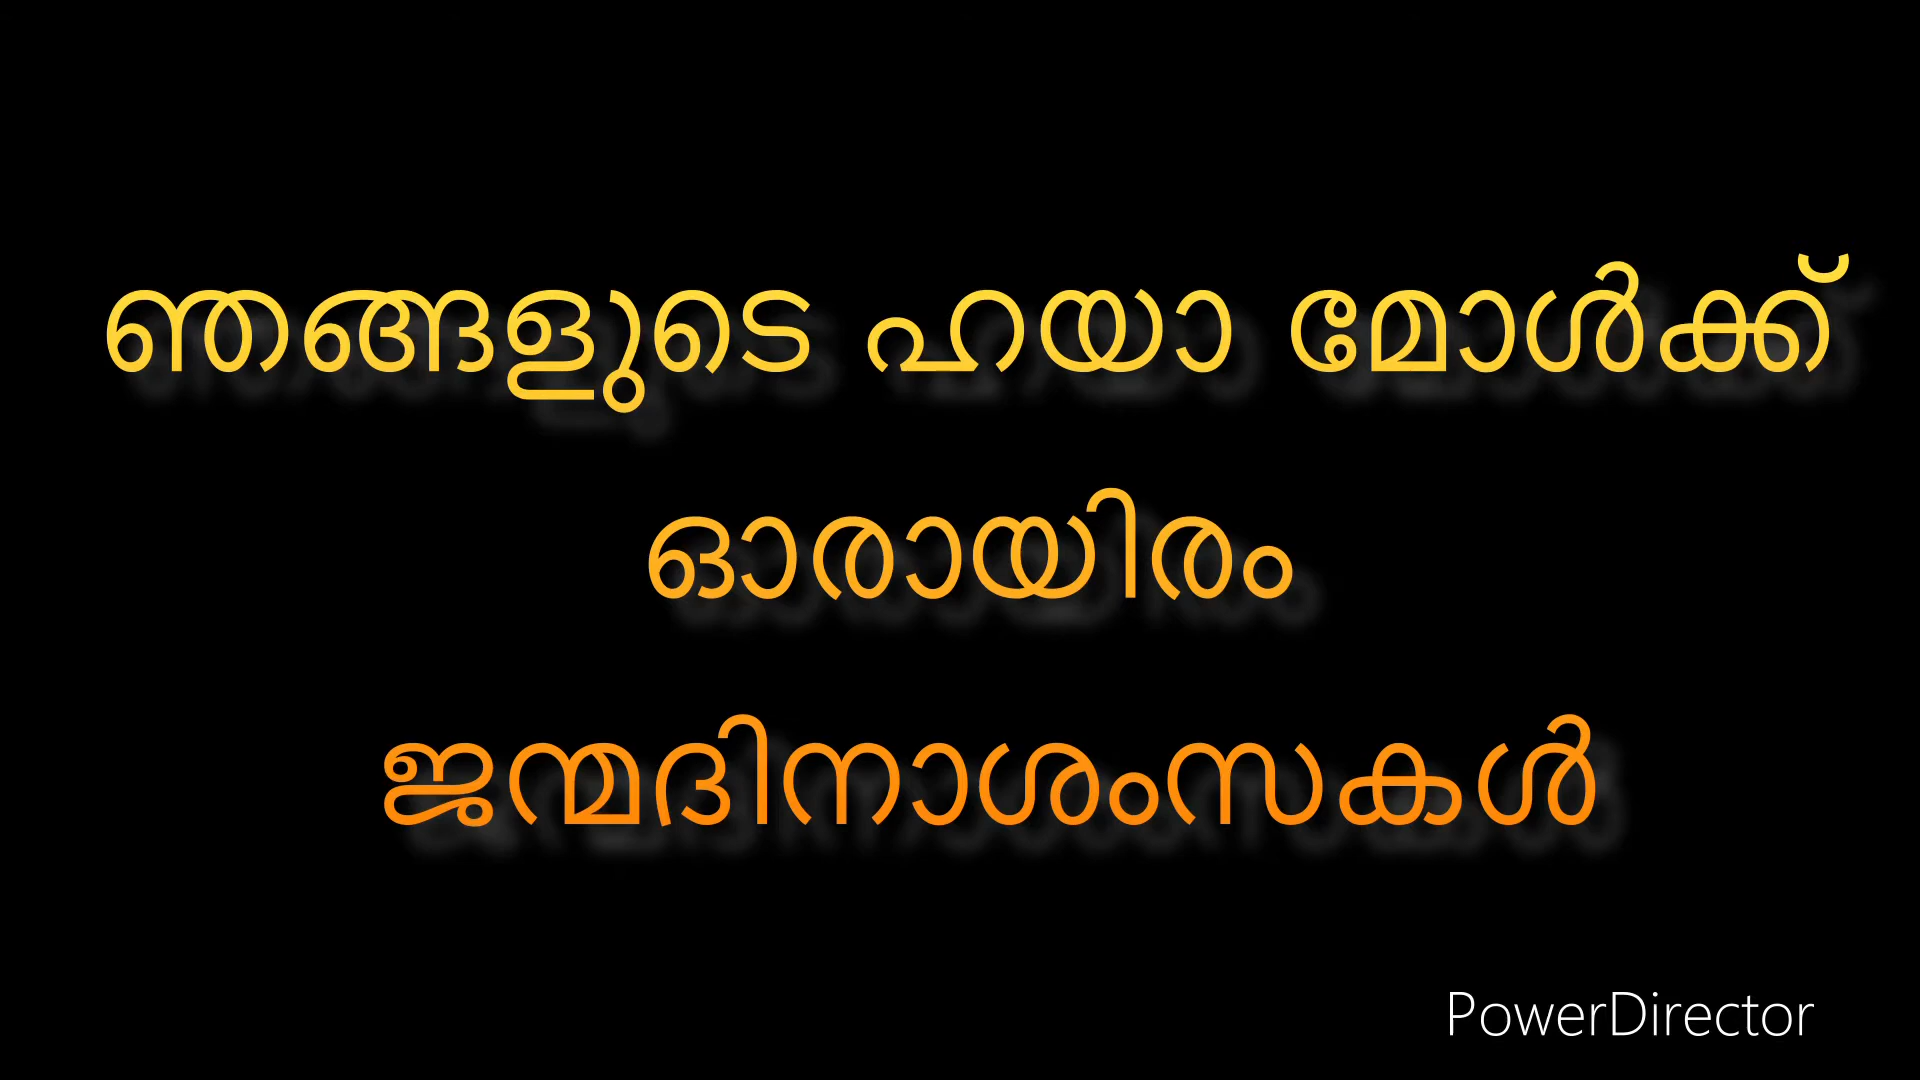 ഞങ്ങളുടെ ഹയാ മോൾക്ക്
ഓരായിരം
ജന്മദിനാശംസകൾ
PowerDirector